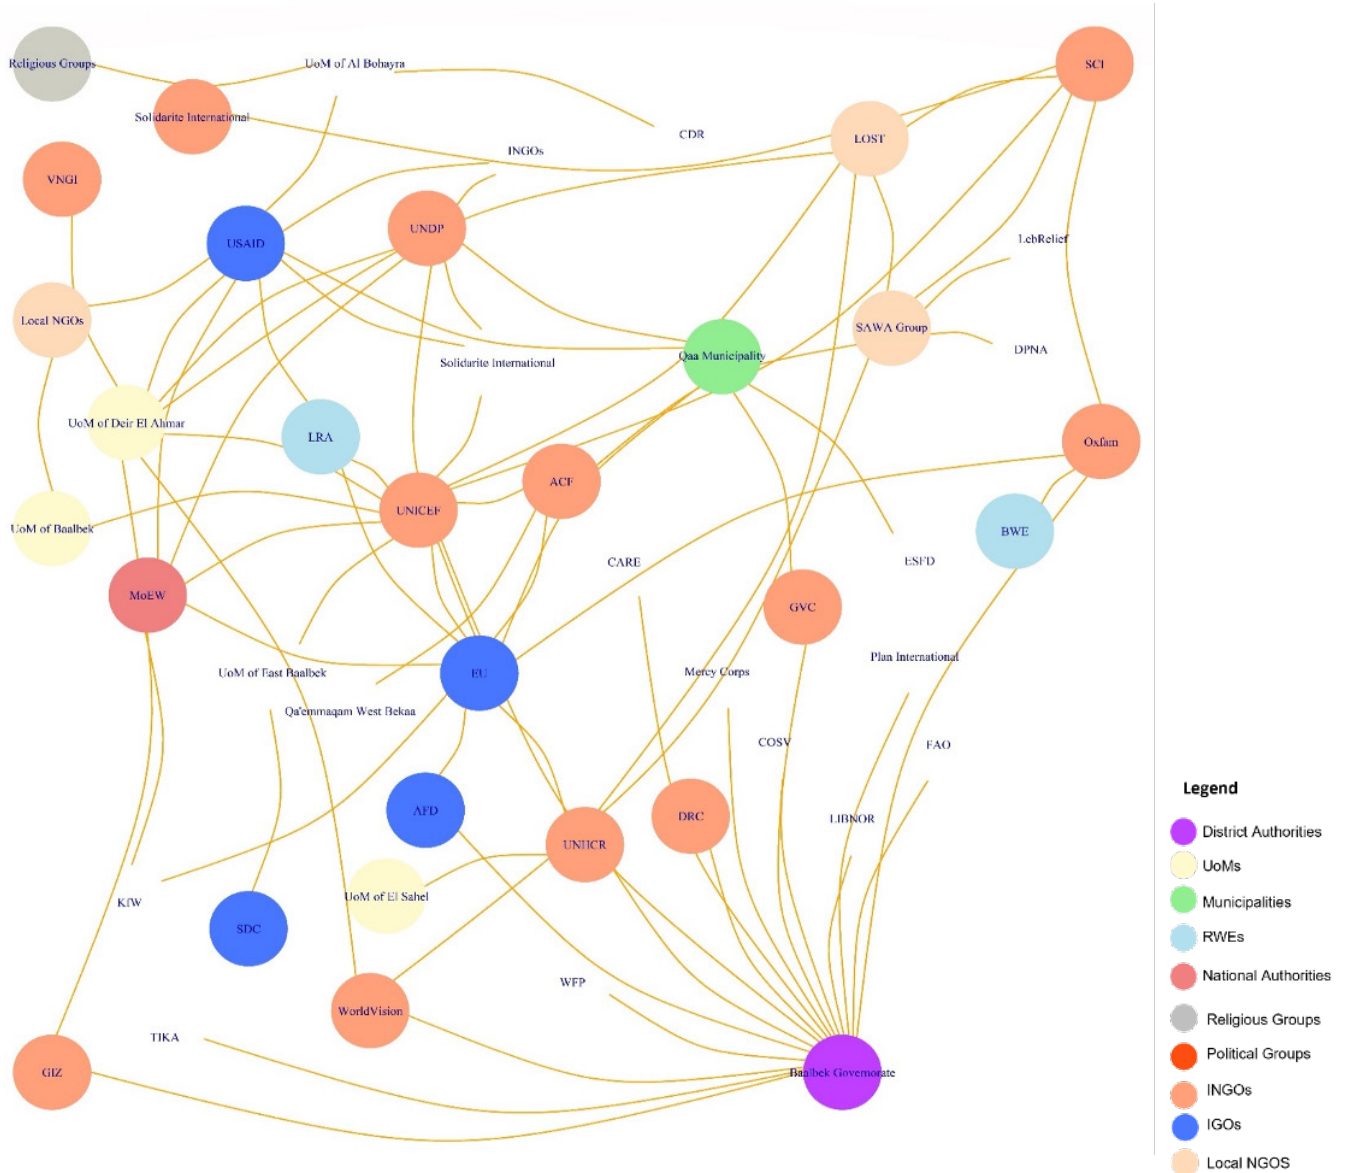 Religious Groups
UoM of Al Bohayra
SCI
Solidarite International
CDR
LOST
INGOs
VNGI
UNDP
USAID
LebRelief
Local NGOs
SAWA Group
DPNA
Qaa Municipality
Solidarite International
UoM of Deir El Ahmar
LRA
Oxfam
ACF
UNICEF
UoM of Baalbek
BWE
CARE
ESFD
MoEW
GVC
Plan International
UoM of East Baalbek
EU
Mercy Corps
Qa'emmaqam West Bekaa
COSV
FAO
AFD
DRC
LIBNOR
UNHCR
UoM of El Sahel
KfW
SDC
WFP
WorldVision
TIKA
GIZ
Baalbek Governorate
Legend
District Authorities
UoMs
Municipalities
RWEs
National Authorities
Religious Groups
Political Groups
INGOs
IGOs
Local NGOS